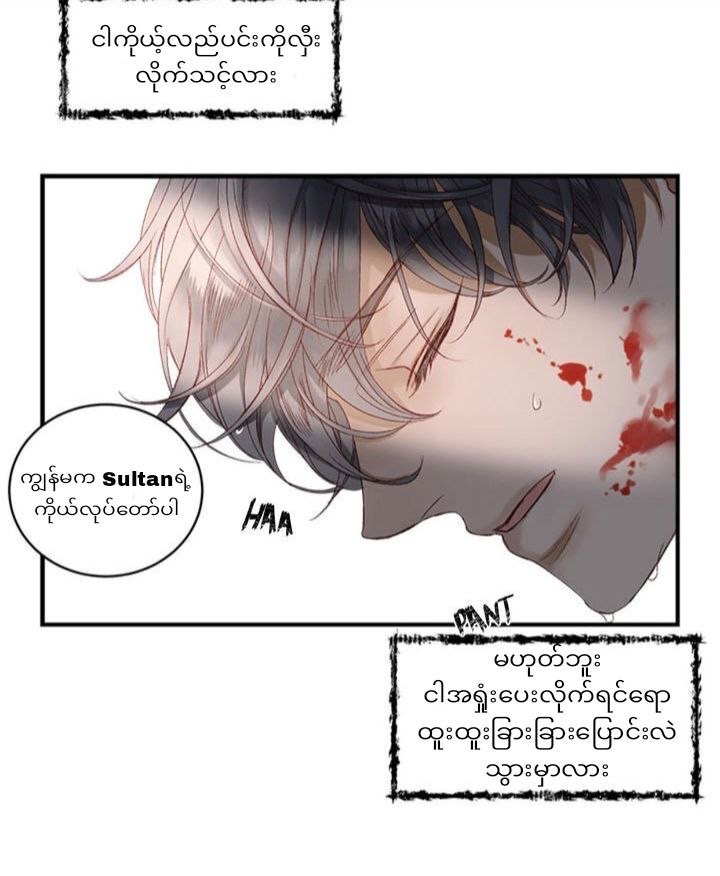 ငါကိုယ့်လည်ပင်းကိုလှီး
လိုက်သင့်လား
ကျွန်မက Sultanရဲ့
ကိုယ်လုပ်တော်ပါ
HAA
PANT
မဟုတ်ဘူး
ငါအရှုံးပေးလိုက်ရင်ရော
ထူးထူးခြားခြားပြောင်းလဲ
သွားမှာလား